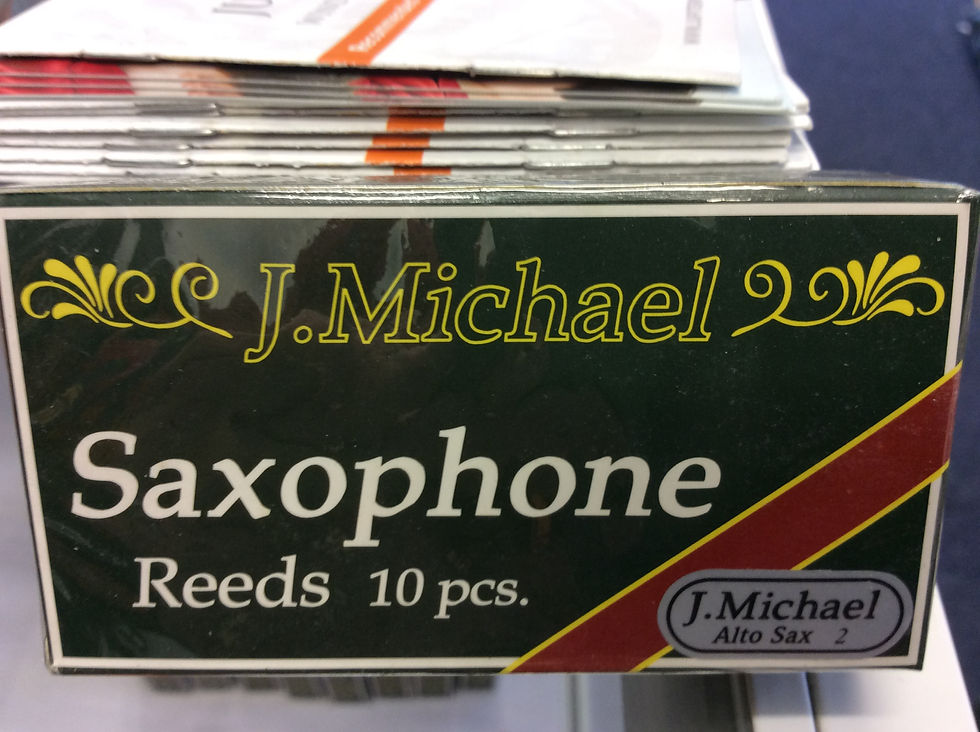 J.Michael
Saxophone
Reeds 10 pcs.
J.Michael
Alto Sax 2